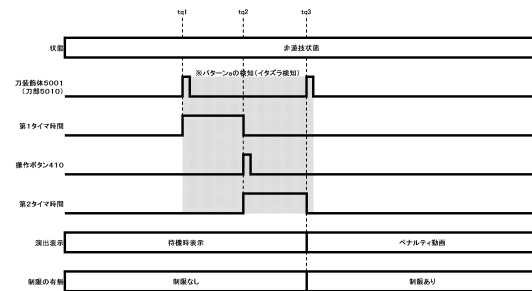 tq1 tq2 tq3
状態 非遊技状態
※パターンaの検知(イタズラ検知)
刀装飾体5001
(刀部5010)
第1タイマ時間
操作ボタン410
第2タイマ時間
演出表示 待機時表示 ペナルティ動画
制限の有無 制限なし 制限あり